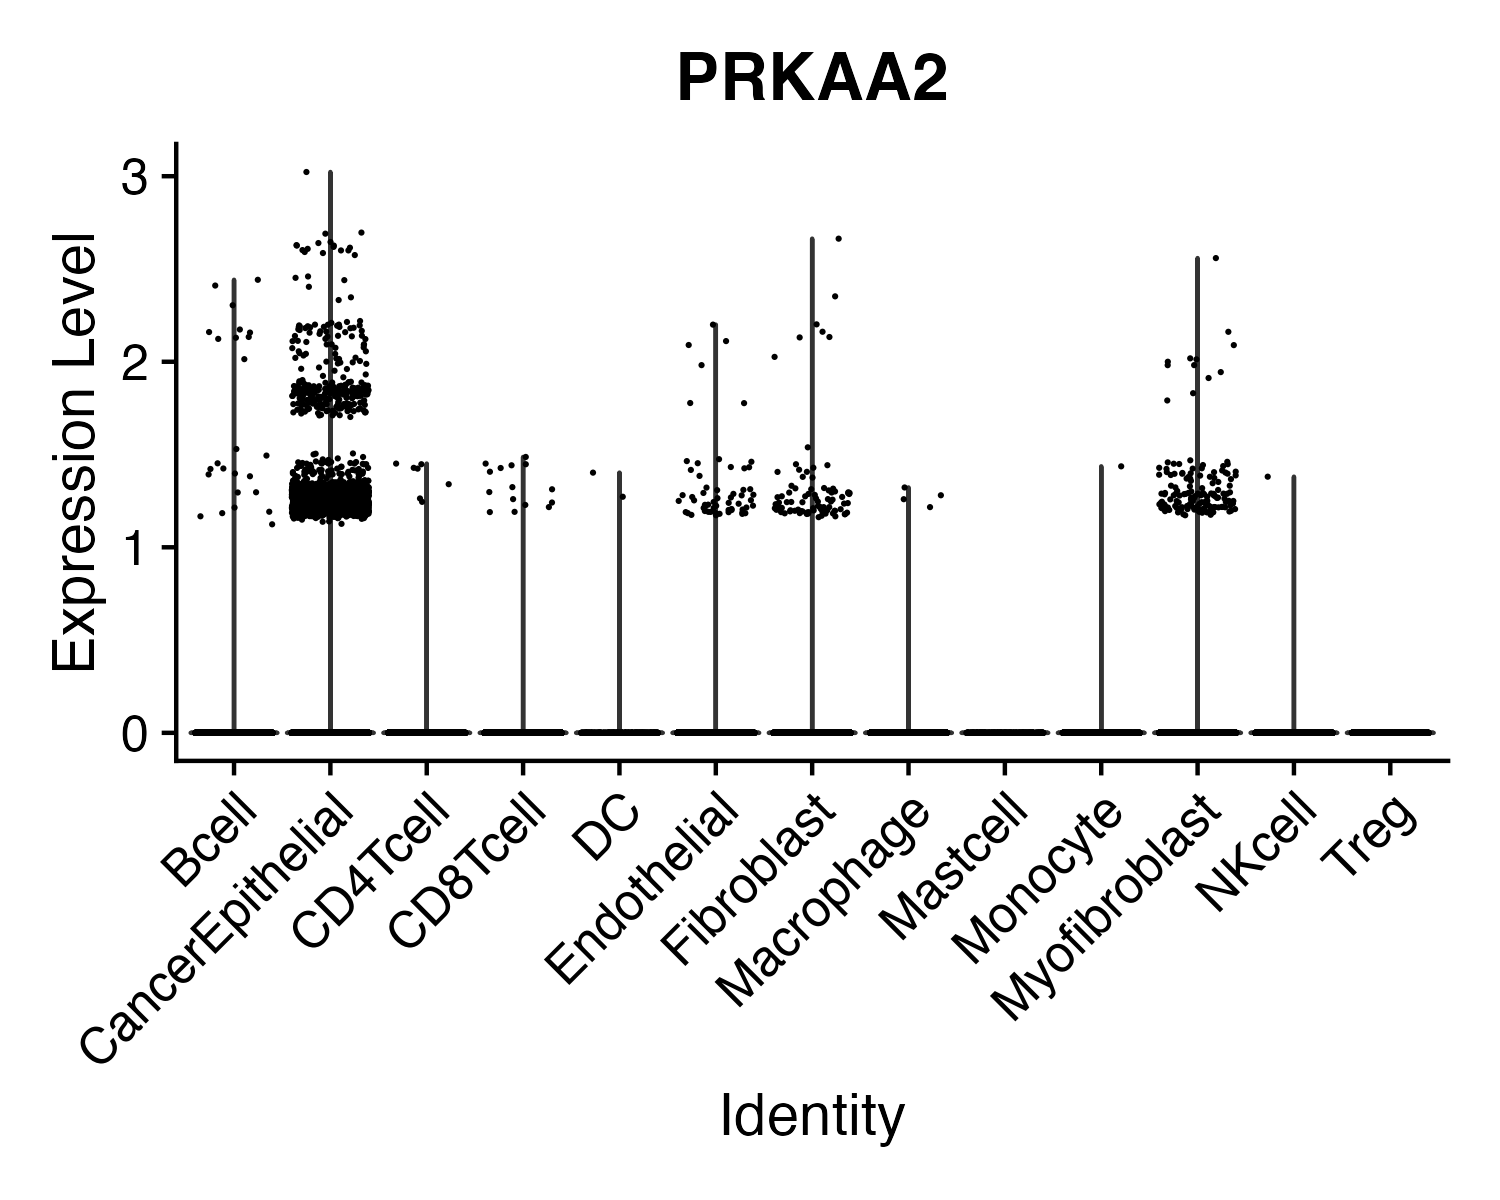 PRKAA2
Expression Level
3
2
1
0
Bcell
CancerEpithelial
CD4Tcell
CD8Tcell
DC
Endothelial
Fibroblast
Macrophage
Mastcell
Monocyte
Myofibroblast
NKcell
Treg
Identity